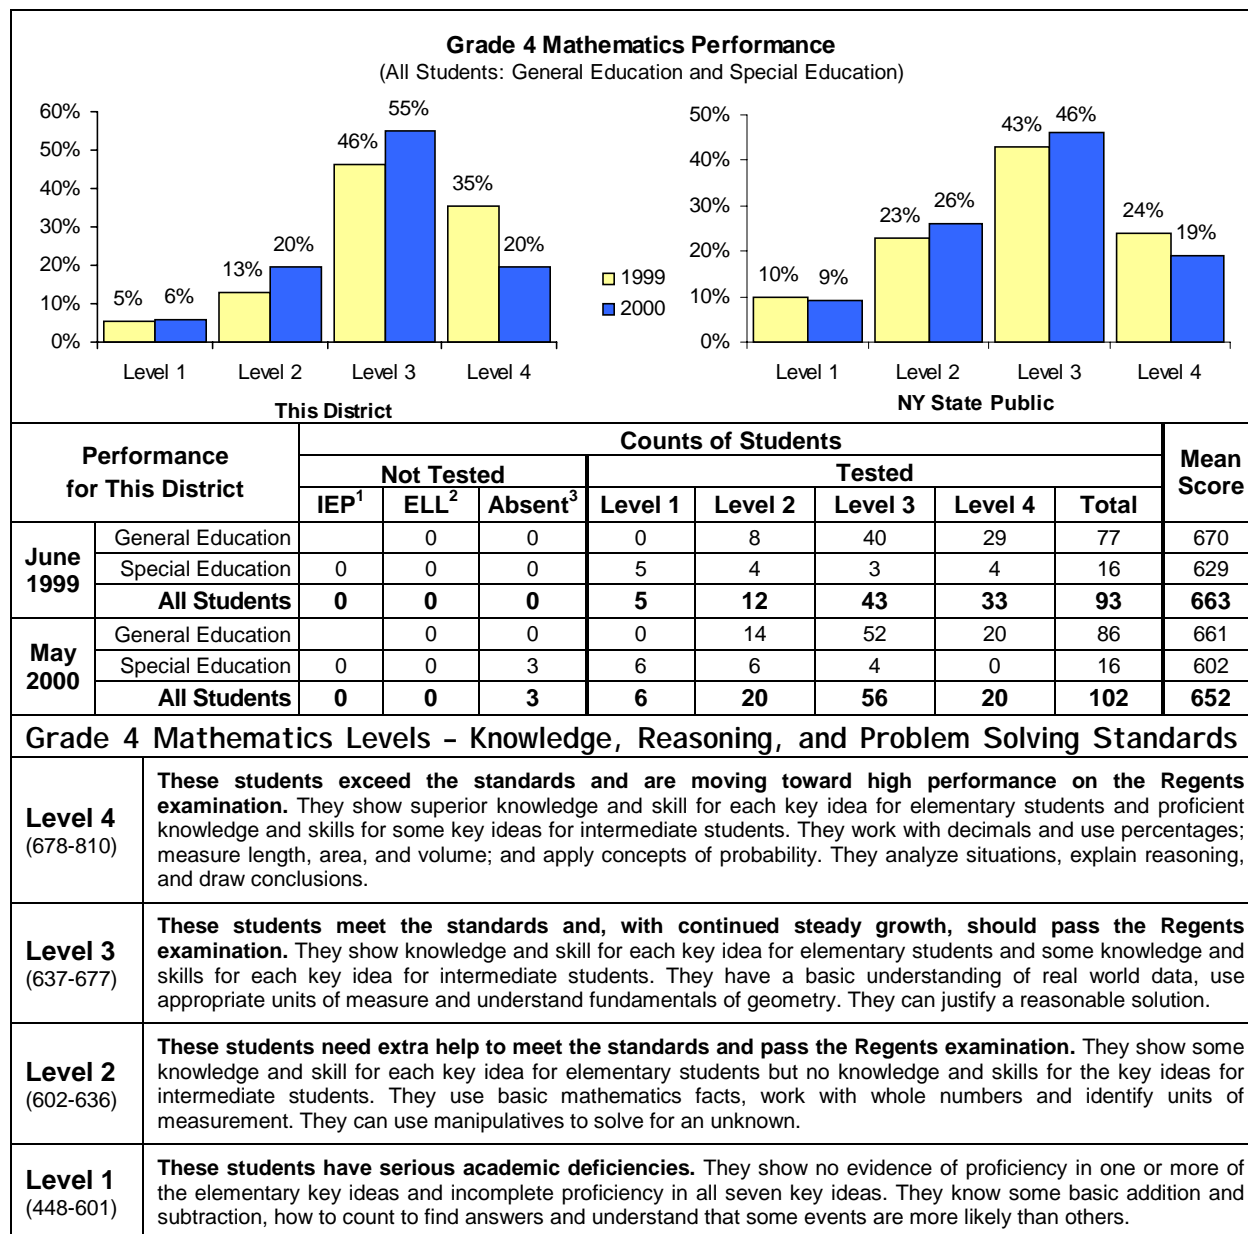 Grade 4 Mathematics Performance
(All Students: General Education and Special Education)
60%
50%
40%
30%
20%
10%
0%
5%
6%
13%
20%
46%
55%
35%
20%
Level 1
Level 2
Level 3
Level 4
This District
1999
2000
50%
40%
30%
20%
10%
0%
10%
9%
23%
26%
43%
46%
24%
19%
Level 1
Level 2
Level 3
Level 4
NY State Public
Performance
for This District
Counts of Students
Mean
Score
Not Tested
Tested
IEP1 ELL2 Absent3 Level 1 Level 2 Level 3 Level 4 Total
June
1999
General Education 0 0 0 8 40 29 77 670
Special Education 0 0 0 5 4 3 4 16 629
All Students 0 0 0 5 12 43 33 93 663
May
2000
General Education 0 0 0 14 52 20 86 661
Special Education 0 0 3 6 6 4 0 16 602
All Students 0 0 3 6 20 56 20 102 652
Grade 4 Mathematics Levels – Knowledge, Reasoning, and Problem Solving Standards
Level 4
(678-810)
These students exceed the standards and are moving toward high performance on the Regents
examination. They show superior knowledge and skill for each key idea for elementary students and proficient
knowledge and skills for some key ideas for intermediate students. They work with decimals and use percentages;
measure length, area, and volume; and apply concepts of probability. They analyze situations, explain reasoning,
and draw conclusions.
Level 3
(637-677)
These students meet the standards and, with continued steady growth, should pass the Regents
examination. They show knowledge and skill for each key idea for elementary students and some knowledge and
skills for each key idea for intermediate students. They have a basic understanding of real world data, use
appropriate units of measure and understand fundamentals of geometry. They can justify a reasonable solution.
Level 2
(602-636)
These students need extra help to meet the standards and pass the Regents examination. They show some
knowledge and skill for each key idea for elementary students but no knowledge and skills for the key ideas for
intermediate students. They use basic mathematics facts, work with whole numbers and identify units of
measurement. They can use manipulatives to solve for an unknown.
Level 1
(448-601)
These students have serious academic deficiencies. They show no evidence of proficiency in one or more of
the elementary key ideas and incomplete proficiency in all seven key ideas. They know some basic addition and
subtraction, how to count to find answers and understand that some events are more likely than others.